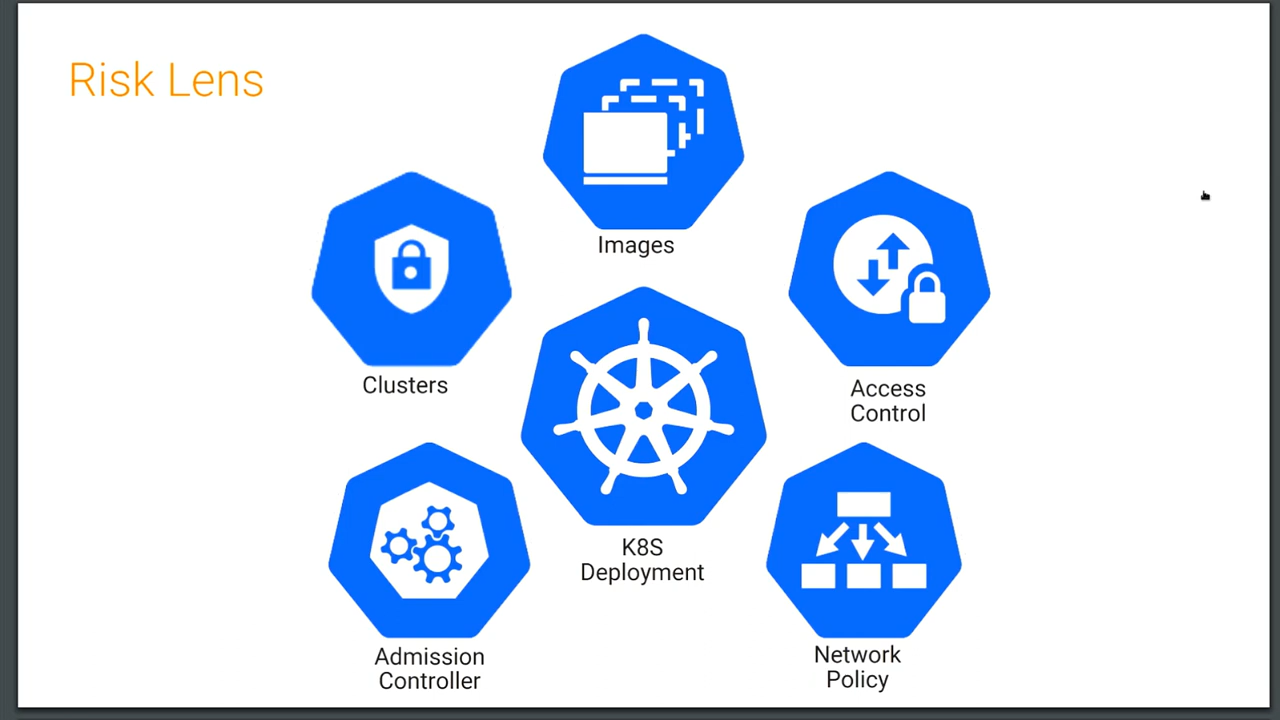 Risk Lens
Images
Clusters
Access
Control
K8S
Deployment
Admission
Controller
Network
Policy